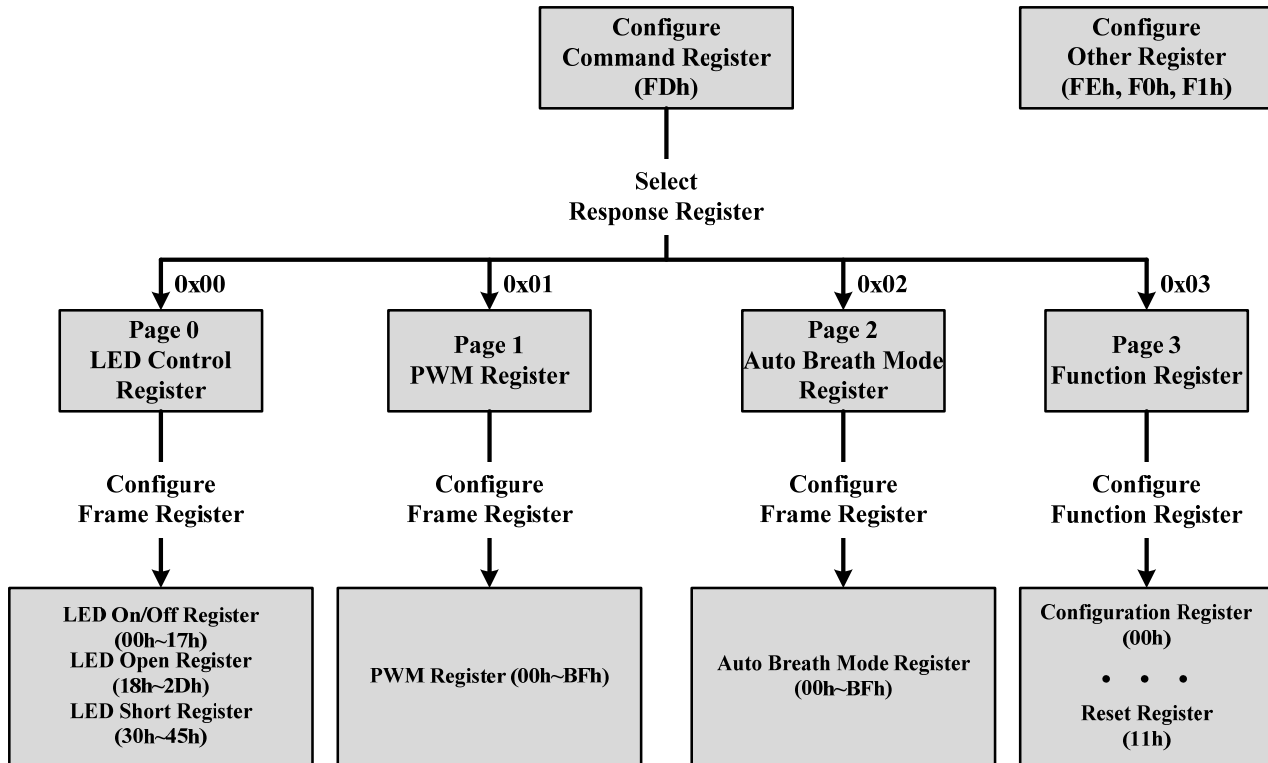 Configure
Command Register
(FDh)
Configure
Other Register
(FEh, F0h, F1h)
Select
Response Register
0x00
0x01
0x02
0x03
Page 0
LED Control
Register
Page 1
PWM Register
Page 2
Auto Breath Mode
Register
Page 3
Function Register
Configure
Frame Register
Configure
Frame Register
Configure
Frame Register
Configure
Function Register
LED On/Off Register
(00h~17h)
LED Open Register
(18h~2Dh)
LED Short Register
(30h~45h)
PWM Register (00h~BFh)
Auto Breath Mode Register
(00h~BFh)
Configuration Register
(00h)
• • •
Reset Register
(11h)